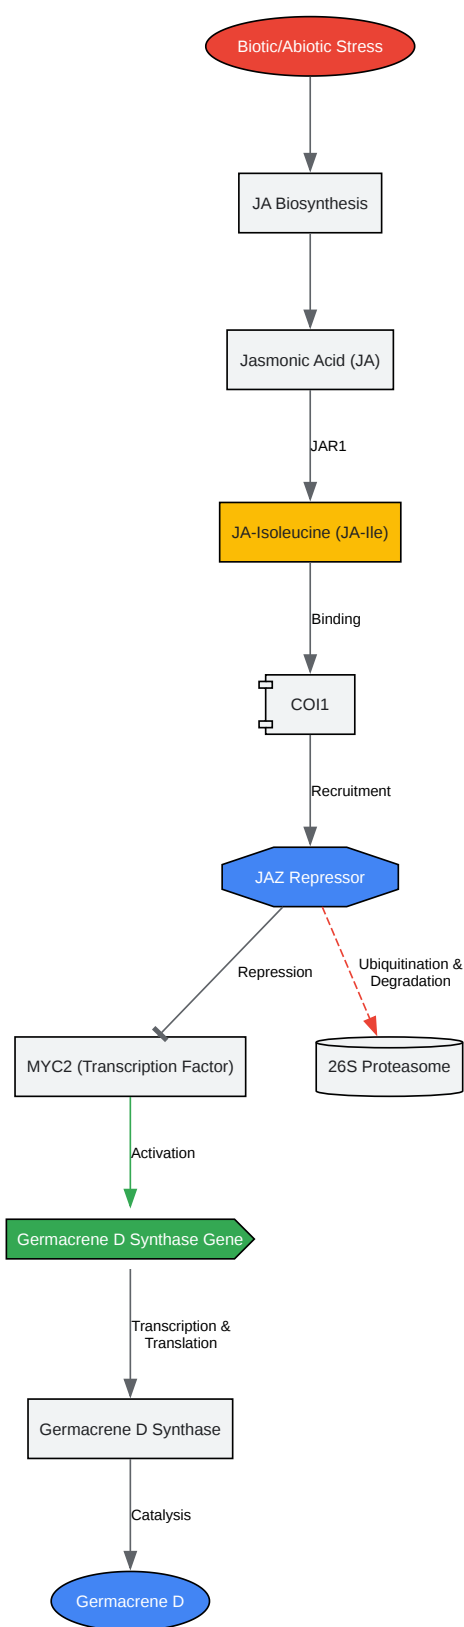 Biotic/Abiotic Stress
JA Biosynthesis
Jasmonic Acid (JA)
JAR1
JA-Isoleucine (JA-Ile)
Binding
COI1
Recruitment
JAZ Repressor
Repression
Ubiquitination &
Degradation
MYC2 (Transcription Factor)
26S Proteasome
Activation
Germacrene D Synthase Gene
Transcription &
Translation
Germacrene D Synthase
Catalysis
Germacrene D